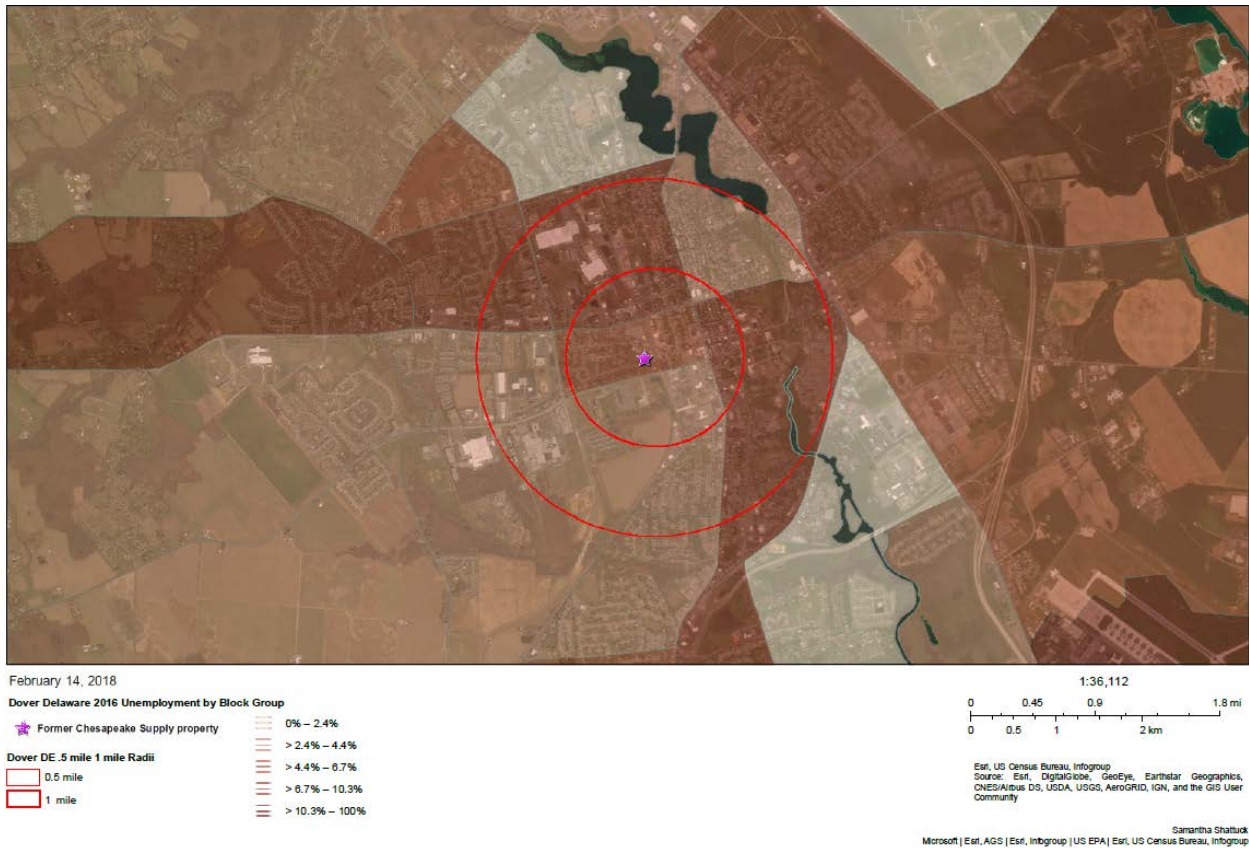 February 14, 2018
Dover Delaware 2016 Unemployment by Block Group
Former Chesapeake Supply property
Dover DE .5 mile 1 mile Radii
0.5 mile
1 mile
0% – 2.4%
> 2.4% – 4.4%
> 4.4% – 6.7%
> 6.7% – 10.3%
> 10.3% – 100%
1:36,112
0 0.45 0.9 1.8 mi
0 0.5 1 2 km
Esri, US Census Bureau, Infogroup
Source: Esri, DigitalGlobe, GeoEye, Earthstar Geographics,
CNES/Airbus DS, USDA, USGS, AeroGRID, IGN, and the GIS User
Community
Samantha Shattuck
Microsoft | Esri, AGS | Esri, Infogroup | US EPA | Esri, US Census Bureau, Infogroup